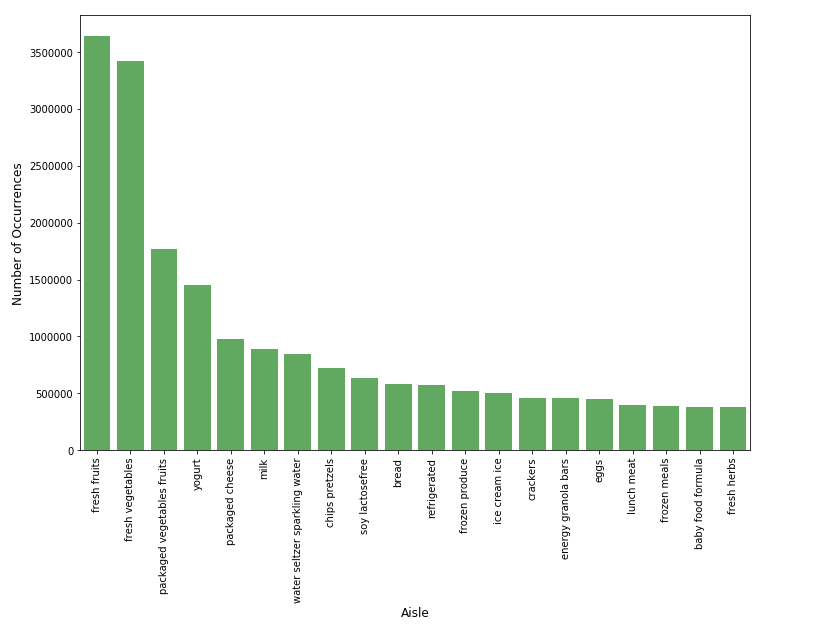 3500000
3000000
2500000
2000000
1500000
1000000
500000
0
Number of Occurrences
fresh fruits
fresh vegetables
packaged vegetables fruits
yogurt
packaged cheese
milk
water seltzer sparkling water
chips pretzels
soy lactosefree
bread
refrigerated
frozen produce
ice cream ice
crackers
energy granola bars
eggs
lunch meat
frozen meals
baby food formula
fresh herbs
Aisle